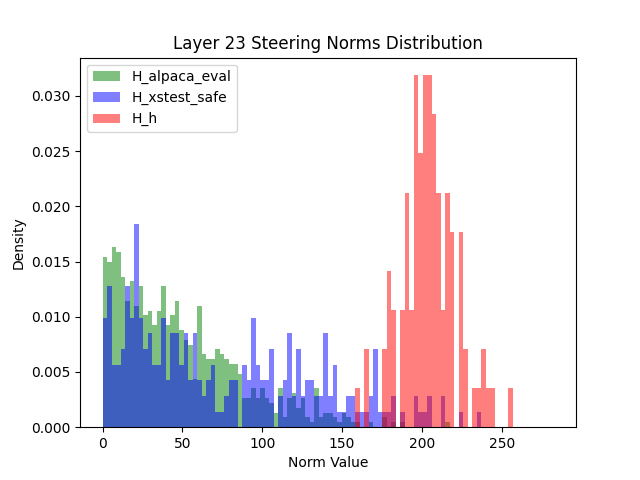 Layer 23 Steering Norms Distribution
H_alpaca_eval
H_xstest_safe
H_h
Density
0.030
0.025
0.020
0.015
0.010
0.005
0.000
0
50
100
150
200
250
Norm Value